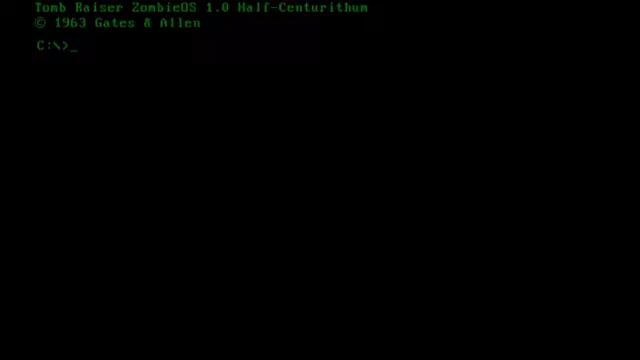 Tomb Raiser ZombieOS 1.0 Half-Centurithum
© 1963 Gates & Allen
C:\>_